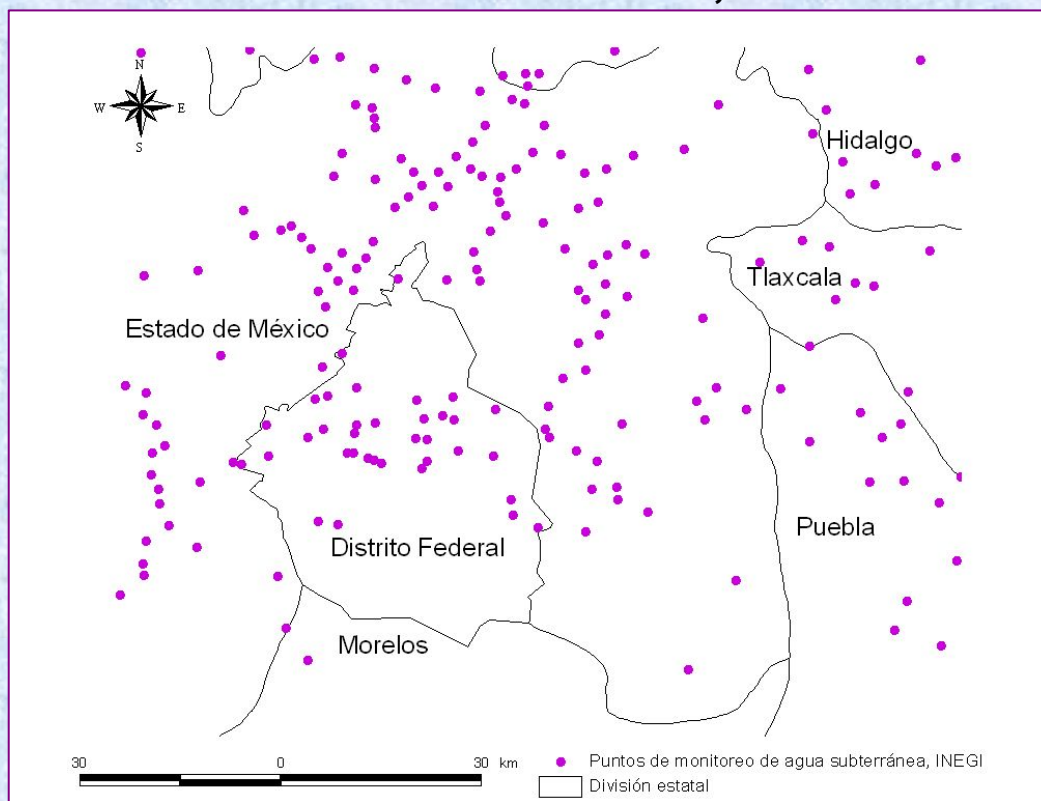 N
W E
S
Hidalgo
Tlaxcala
Estado de México
Puebla
Distrito Federal
Morelos
30 0 30 km
Puntos de monitoreo de agua subterránea, INEGI
División estatal